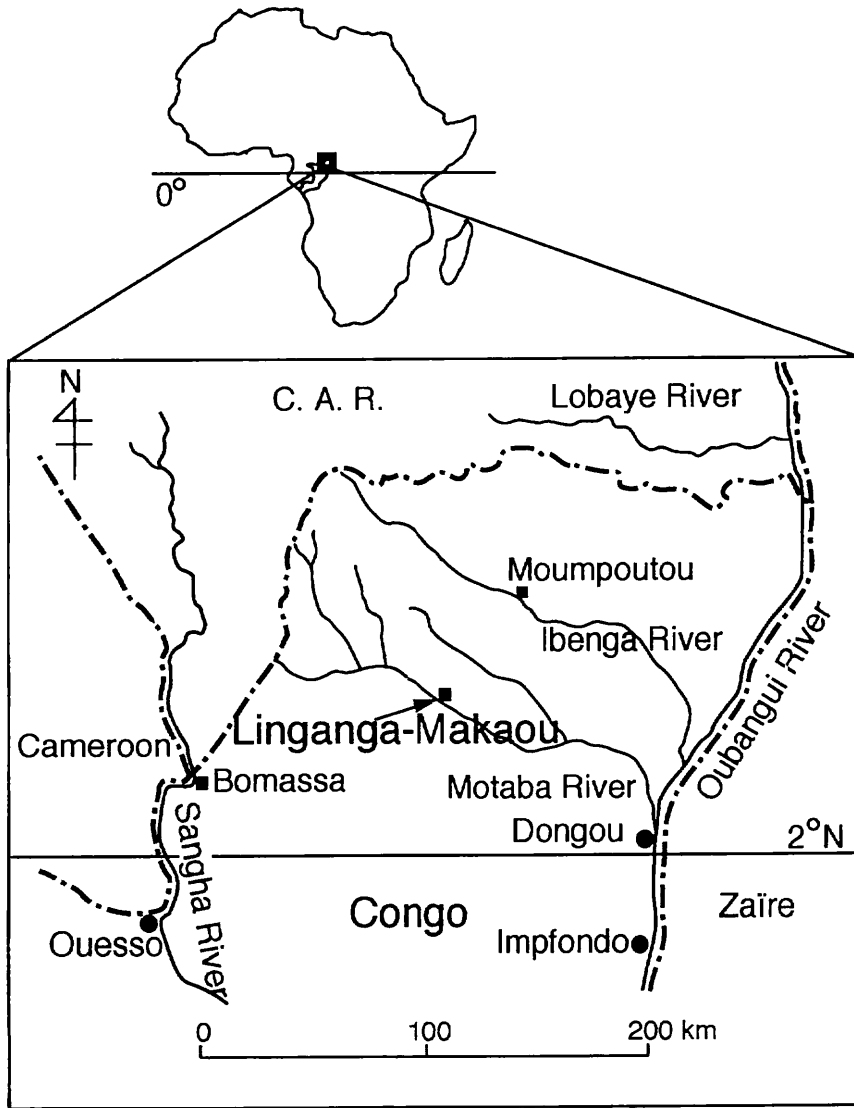 0°
N
C. A. R.
Lobaye River
Moumpoutou
Ibenga River
Oubangui River
Linganga-Makaou
Cameroon
Bomassa
Motaba River
Sangha River
Dongou
2°N
Congo
Zaïre
Ouesso
Impfondo
0 100 200 km